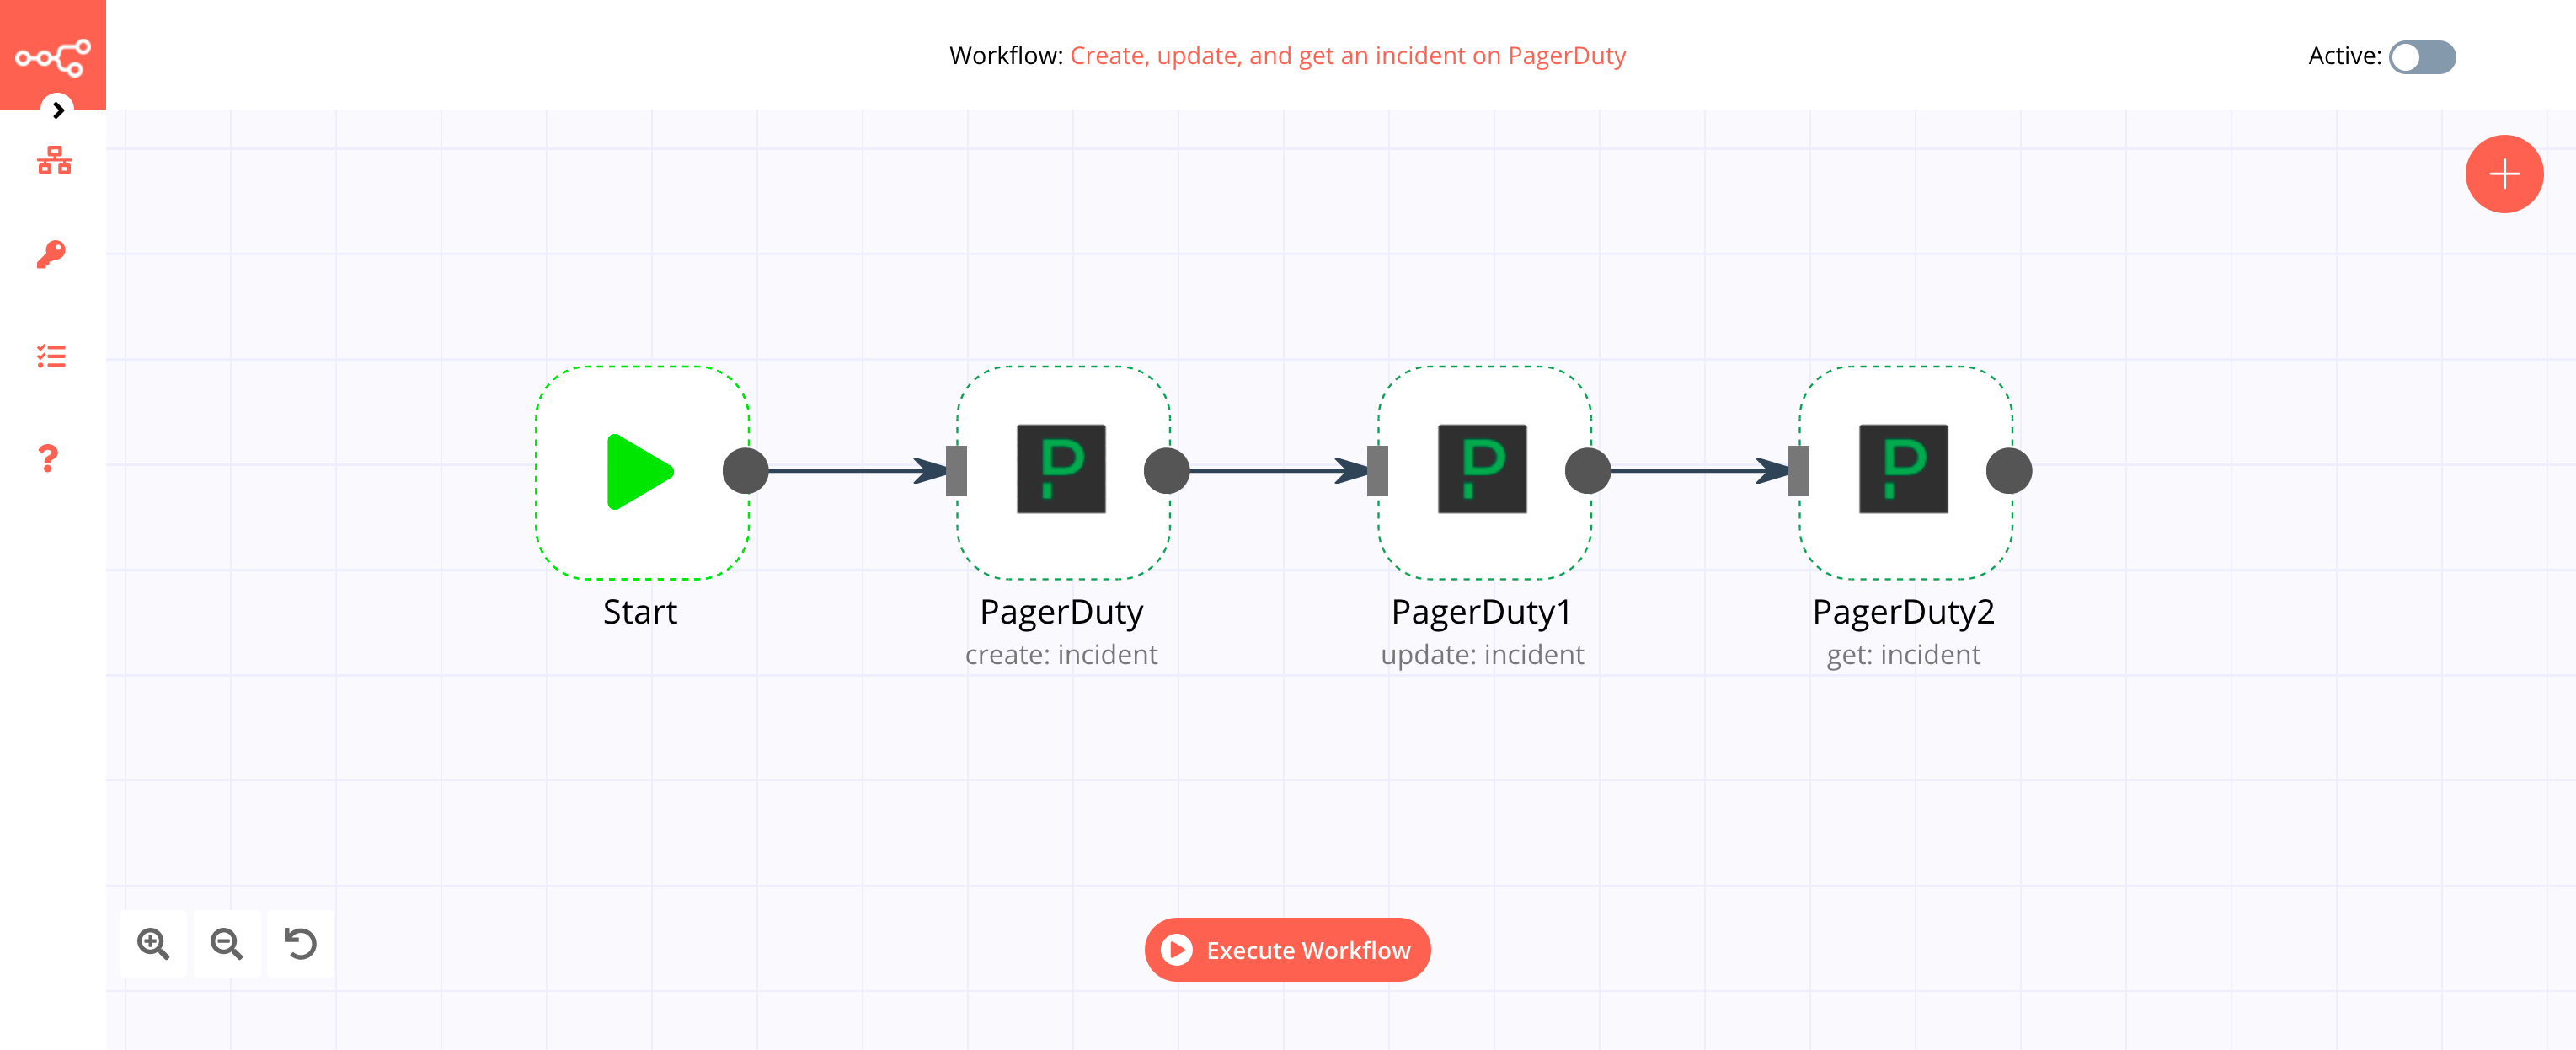 Workflow: Create, update, and get an incident on PagerDuty
Active:
Start
PagerDuty
create: incident
PagerDuty1
update: incident
PagerDuty2
get: incident
Execute Workflow